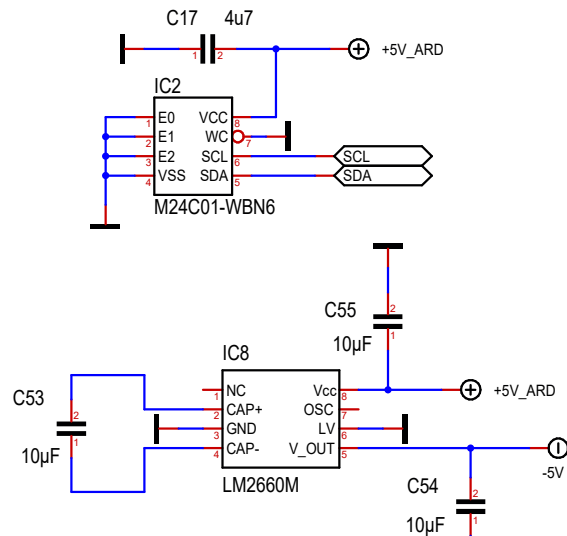 C17 4u7
1 2
+5V_ARD
IC2
E0 VCC
1 8
E1 WC
2 7
E2 SCL SCL
3 6
VSS SDA SDA
4 5
M24C01-WBN6
C55
2
1
10µF
IC8
NC Vcc
1 8
+5V_ARD
C53
2
1
10µF
CAP+ OSC
2 7
GND LV
3 6
CAP- V_OUT
4 5
-5V
LM2660M
C54
2
1
10µF